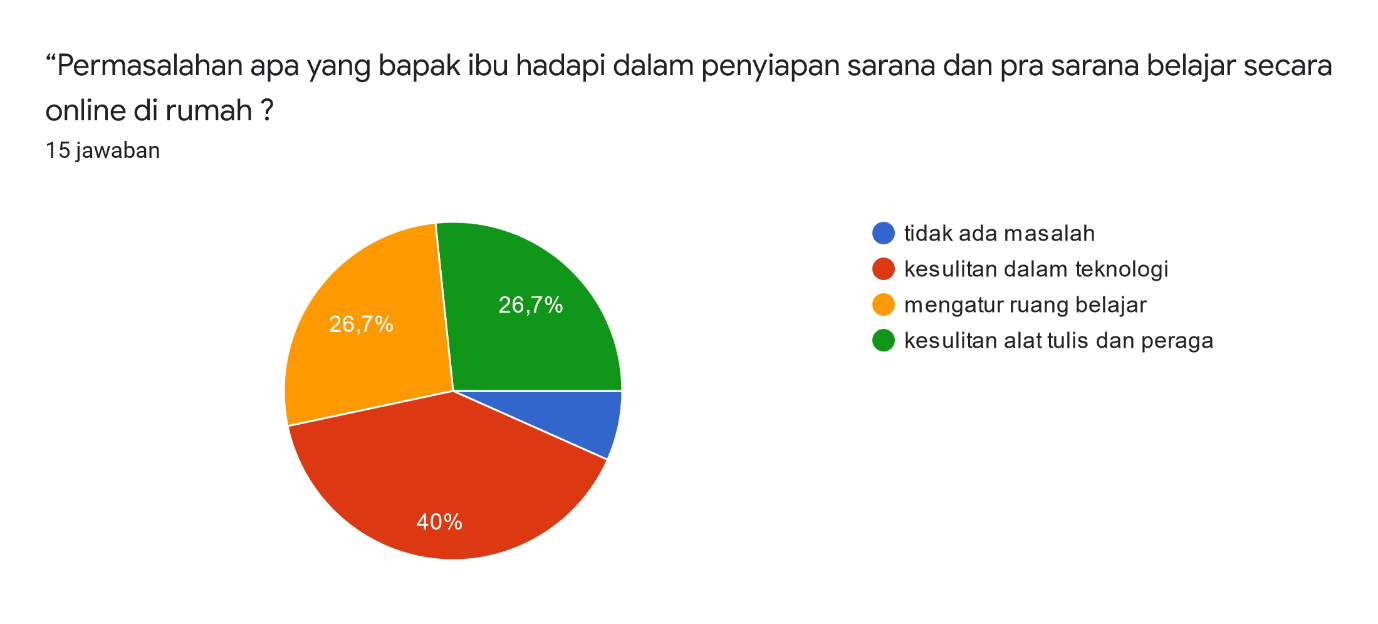 “Permasalahan apa yang bapak ibu hadapi dalam penyiapan sarana dan pra sarana belajar secara
online di rumah ?
15 jawaban
tidak ada masalah
kesulitan dalam teknologi
mengatur ruang belajar
kesulitan alat tulis dan peraga
26,7%
26,7%
40%